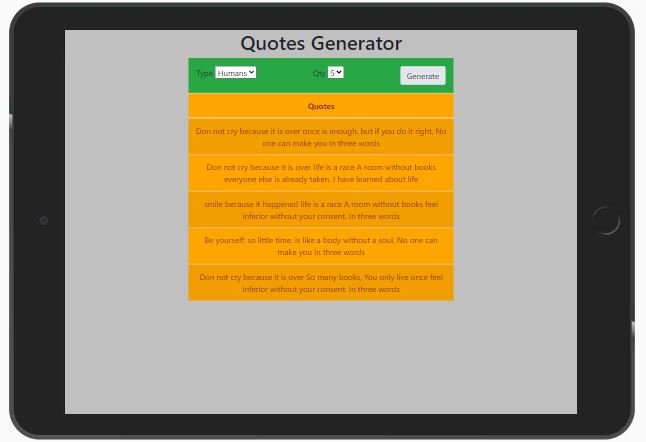 Quotes Generator
Type Humans Qty 5 Generate
Quotes
Don not cry because it is over once is enough. but if you do it right, No
one can make you In three words
Don not cry because it is over life is a race A room without books
everyone else is already taken. I have learned about life
smile because it happened life is a race A room without books feel
inferior without your consent. In three words
Be yourself; so little time. is like a body without a soul. No one can
make you In three words
Don not cry because it is over So many books, You only live once feel
inferior without your consent. In three words